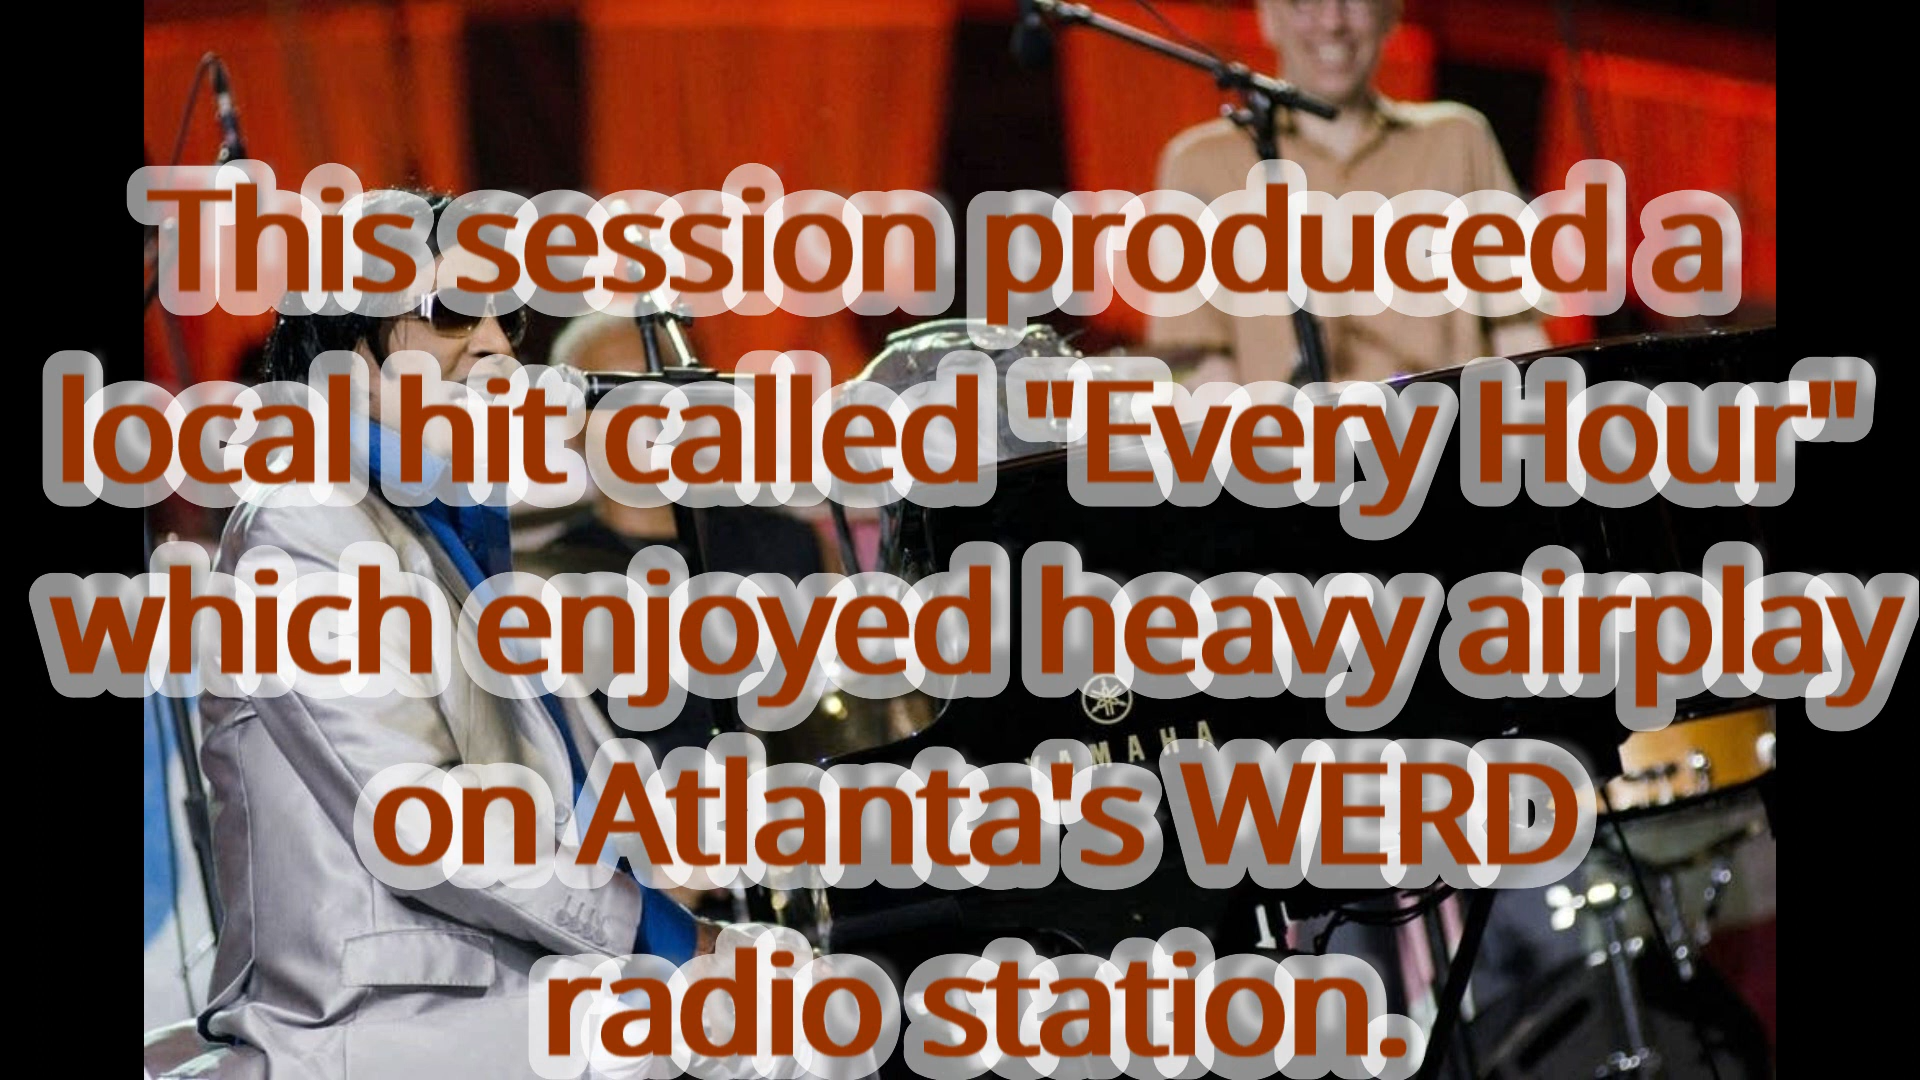 This session produced a
local hit called "Every Hour"
which enjoyed heavy airplay
YAMAHA
on Atlanta's WERD
radio station.